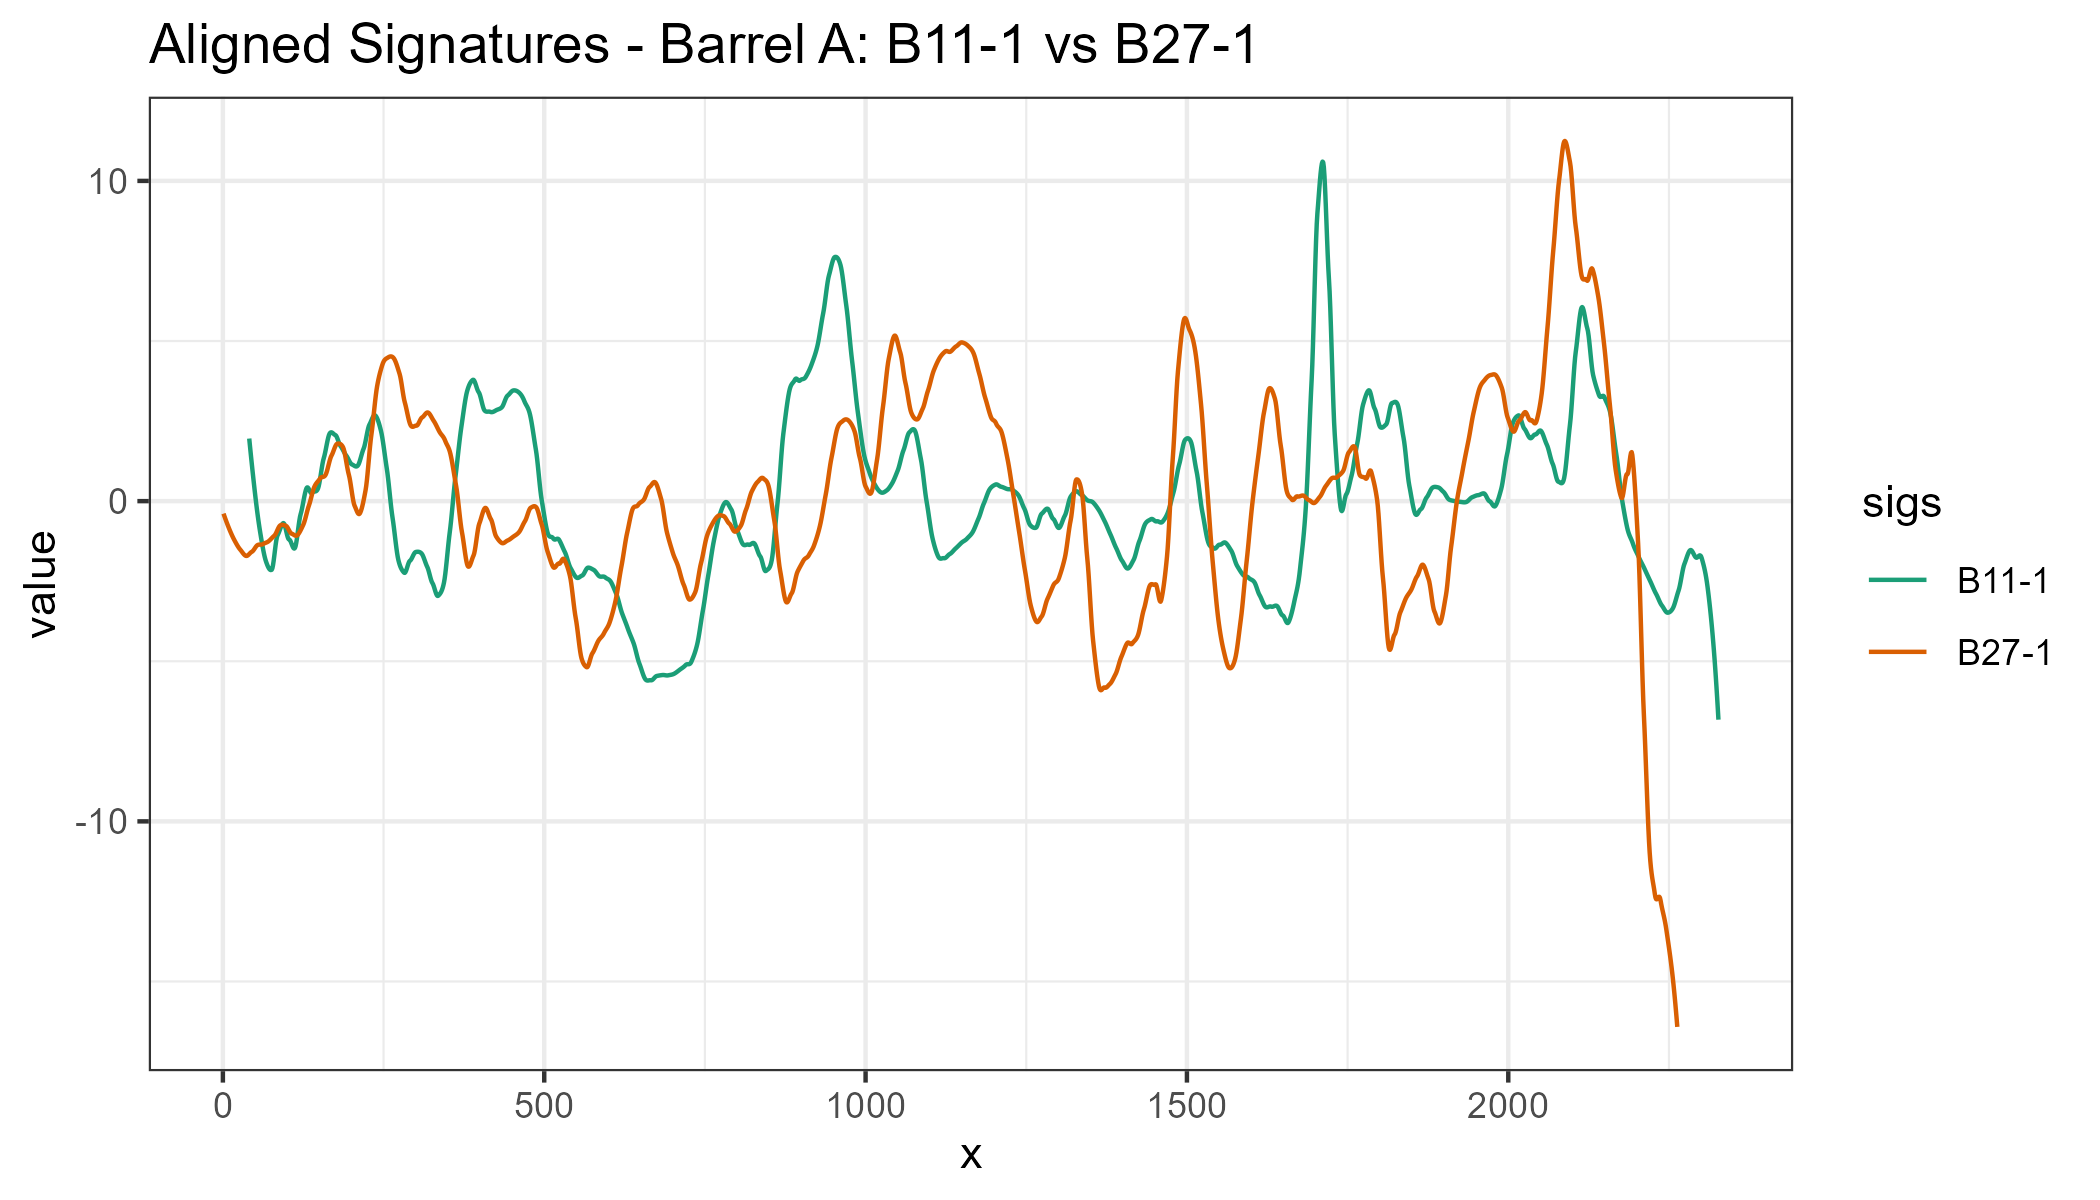 Aligned Signatures - Barrel A: B11-1 vs B27-1
10
0
-10
value
0 500 1000 1500 2000
x
sigs
B11-1
B27-1